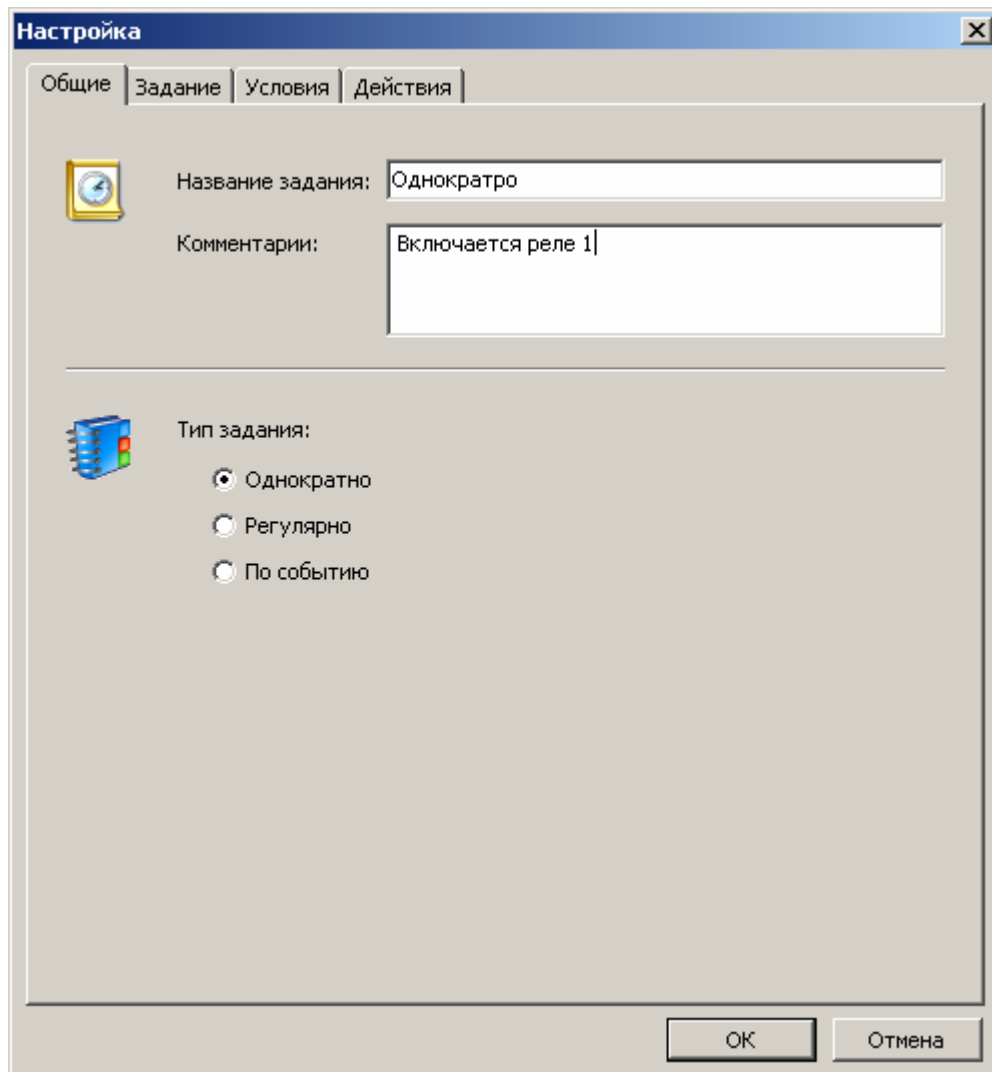 Настройка
Общие Задание Условия Действия
Название задания: Однократро
Комментарии: Включается реле 1
Тип задания:
Однократно
Регулярно
По событию
OK Отмена